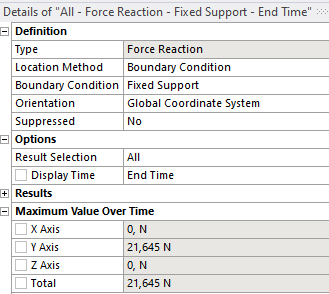 Details of "All - Force Reaction - Fixed Support - End Time"
Definition
Type Force Reaction
Location Method Boundary Condition
Boundary Condition Fixed Support
Orientation Global Coordinate System
Suppressed No
Options
Result Selection All
Display Time End Time
Results
Maximum Value Over Time
X Axis 0, N
Y Axis 21,645 N
Z Axis 0, N
Total 21,645 N